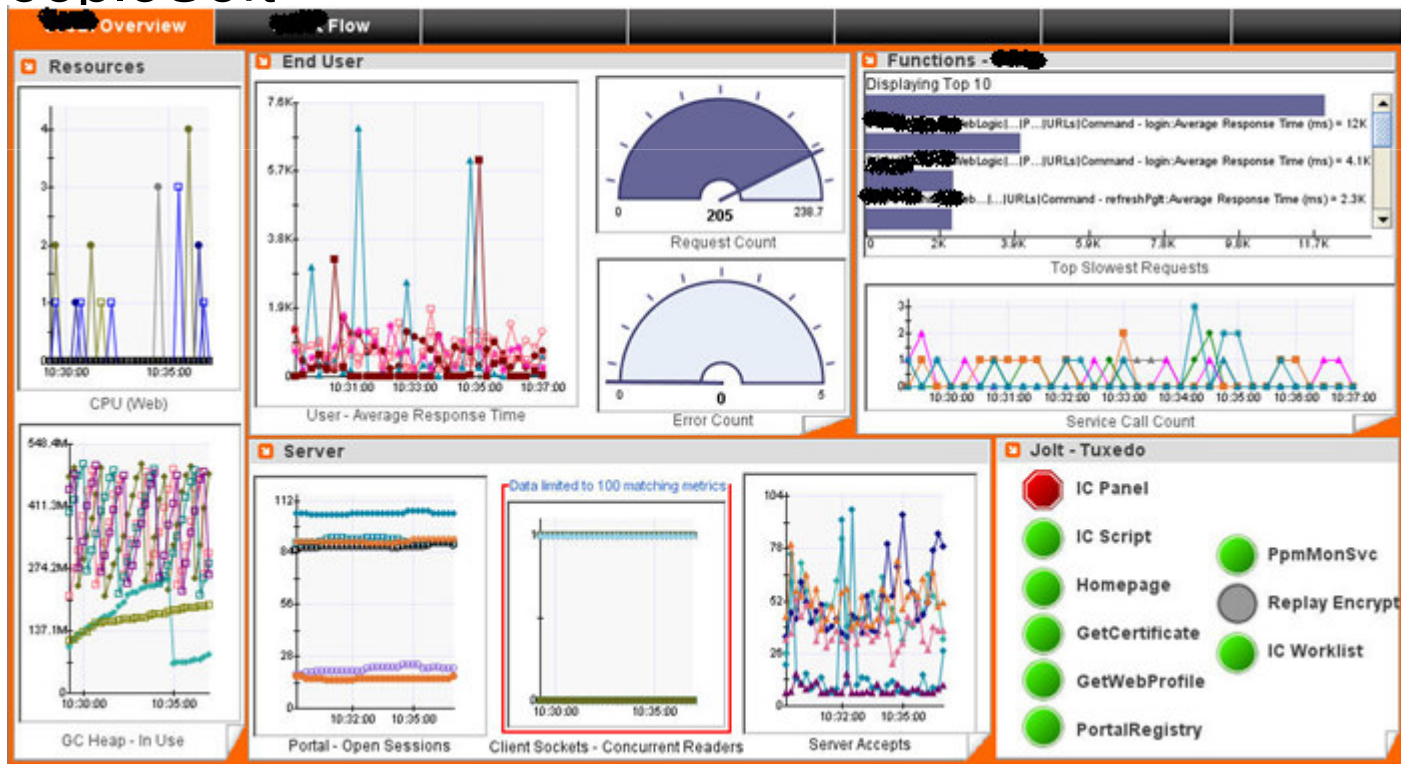 Overview
Flow
Resources
4
3
2
1
0
10:30:00 10:35:00
CPU (Web)
548.4M
411.3M
274.2M
137.1M
0
10:30:00 10:35:00
GC Heap - In Use
End User
7.6K
5.7K
3.8K
1.9K
0
10:31:00 10:33:00 10:35:00 10:37:00
User - Average Response Time
0 205 238.7
Request Count
0 0 5
Error Count
Functions -
Displaying Top 10
ebLogic|...|P...|URLs|Command - login:Average Response Time (ms) = 12K
WebLogic|...|P...|URLs|Command - login:Average Response Time (ms) = 4.1K
eb...|...|URLs|Command - refreshPglt:Average Response Time (ms) = 2.3K
0 2K 3.9K 5.9K 7.8K 9.8K 11.7K
Top Slowest Requests
3
2
1
0
10:30:00 10:31:00 10:32:00 10:33:00 10:34:00 10:35:00 10:36:00 10:37:00
Service Call Count
Server
112
84
56
28
0
10:32:00 10:35:00
Portal - Open Sessions
Data limited to 100 matching metrics
1
0
10:30:00 10:35:00
Client Sockets - Concurrent Readers
104
78
52
26
0
10:32:00 10:35:00
Server Accepts
Jolt - Tuxedo
IC Panel
IC Script
Homepage
GetCertificate
GetWebProfile
PortalRegistry
PpmMonSvc
Replay Encrypt
IC Worklist